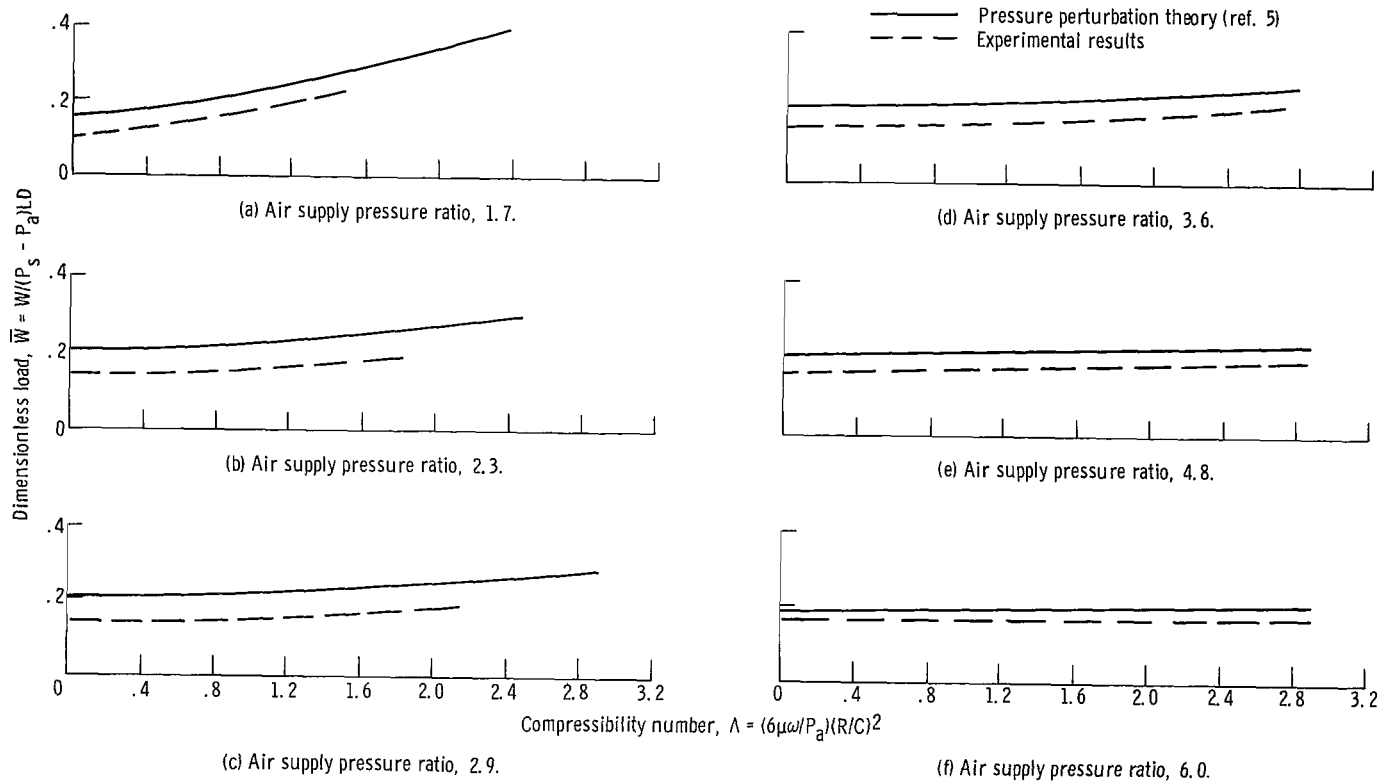 Pressure perturbation theory (ref. 5)
Experimental results
Dimensionless load, W̅ = W/(P_s - P_a)LD
.4
.2
0
(a) Air supply pressure ratio, 1.7.
(d) Air supply pressure ratio, 3.6.
.4
.2
0
(b) Air supply pressure ratio, 2.3.
(e) Air supply pressure ratio, 4.8.
.4
.2
0 .4 .8 1.2 1.6 2.0 2.4 2.8 3.2
0 .4 .8 1.2 1.6 2.0 2.4 2.8 3.2
Compressibility number, Λ = (6μω/P_a)(R/C)²
(c) Air supply pressure ratio, 2.9.
(f) Air supply pressure ratio, 6.0.